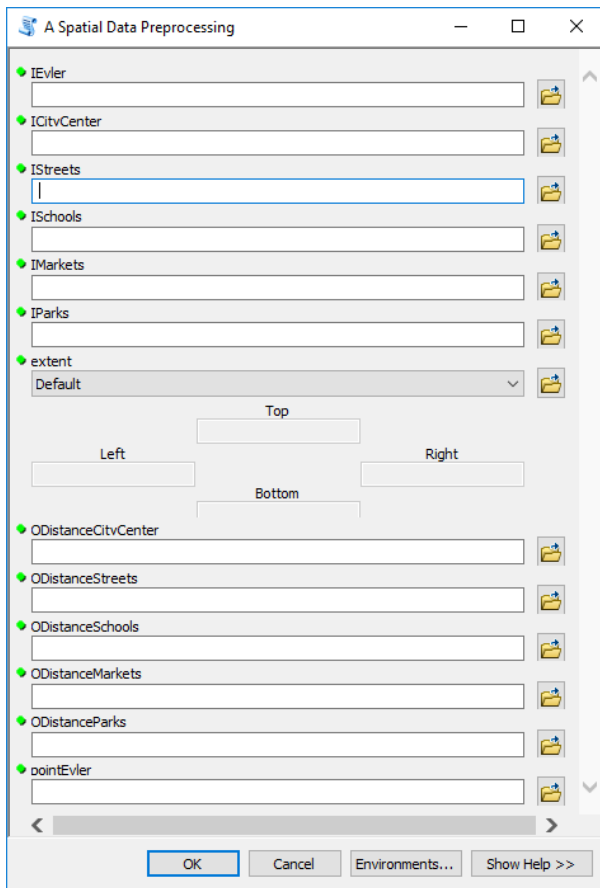 A Spatial Data Preprocessing
IEvler
ICityCenter
IStreets
ISchools
IMarkets
IParks
extent
Default
Top
Left Right
Bottom
ODistanceCityCenter
ODistanceStreets
ODistanceSchools
ODistanceMarkets
ODistanceParks
pointEvler
OK Cancel Environments... Show Help >>